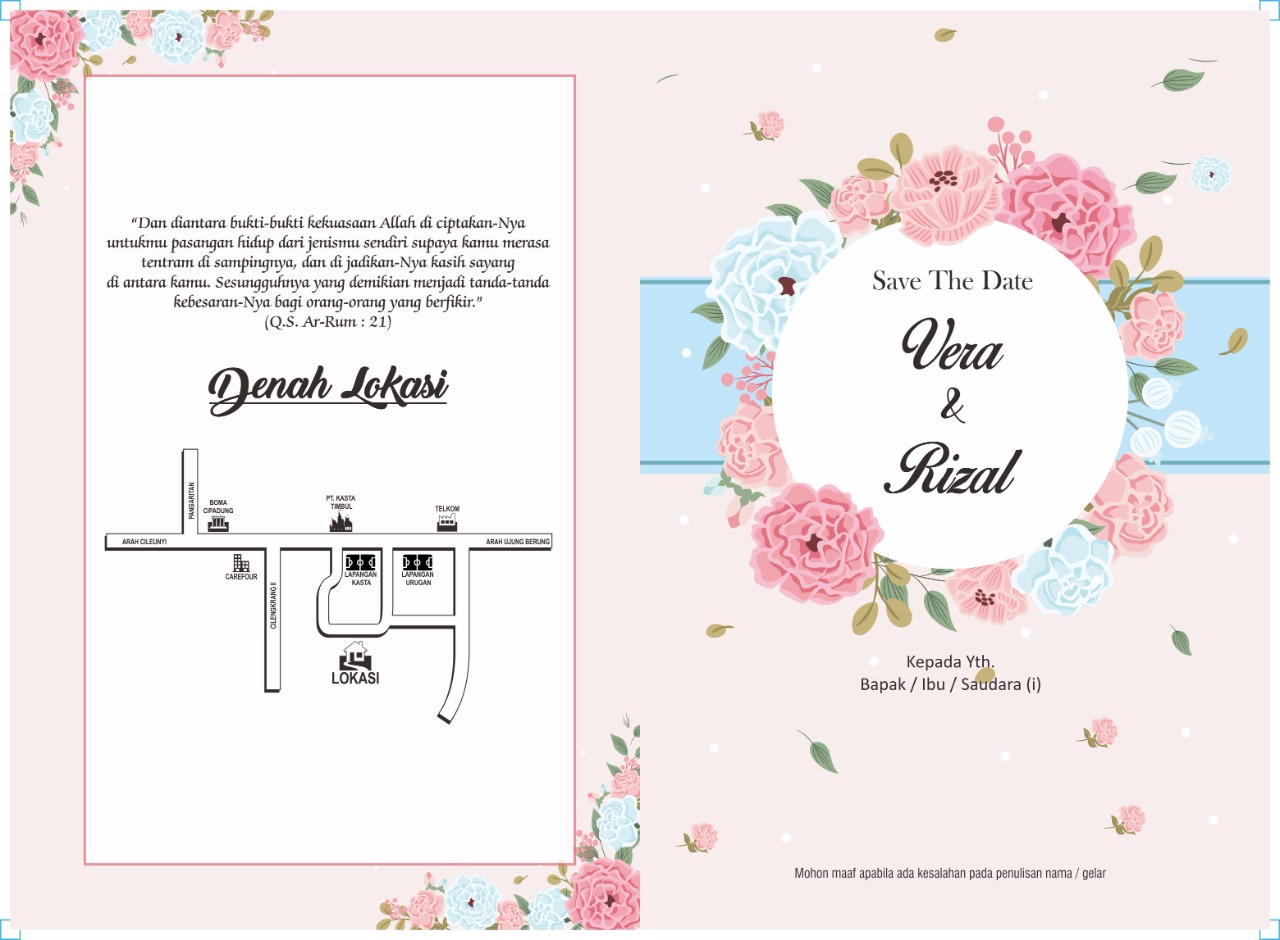 “Dan diantara bukti-bukti kekuasaan Allah di ciptakan-Nya
untukmu pasangan hidup dari jenismu sendiri supaya kamu merasa
tentram di sampingnya, dan di jadikan-Nya kasih sayang
di antara kamu. Sesungguhnya yang demikian menjadi tanda-tanda
kebesaran-Nya bagi orang-orang yang berfikir.”
(Q.S. Ar-Rum : 21)
Denah Lokasi
PANGARITAN
BOMA
CIPADUNG
PT. KASTA
TIMBUL
TELKOM
ARAH CILEUNYI
ARAH UJUNG BERUNG
CAREFOUR
CILENGKRANG II
LAPANGAN
KASTA
LAPANGAN
URUGAN
LOKASI
Save The Date
Vera
&
Rizal
Kepada Yth.
Bapak / Ibu / Saudara (i)
Mohon maaf apabila ada kesalahan pada penulisan nama / gelar